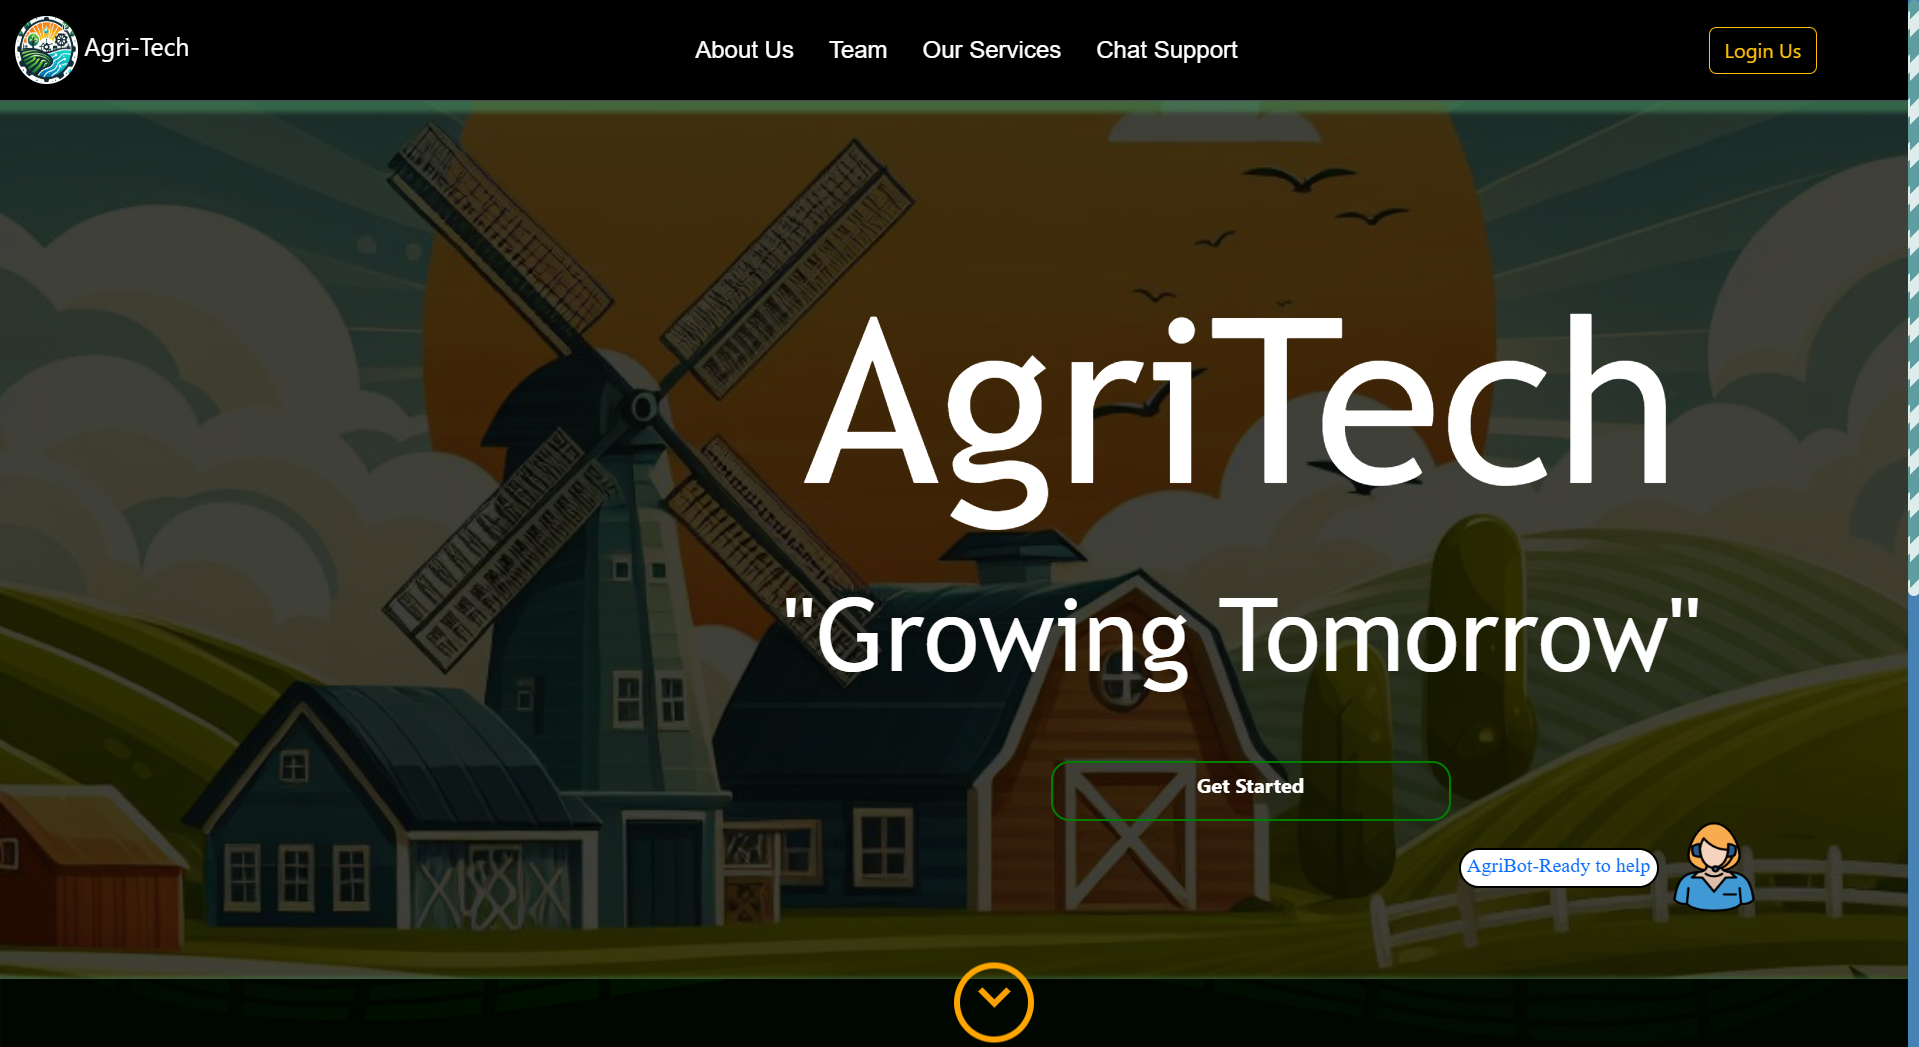 Agri-Tech
About Us
Team
Our Services
Chat Support
Login Us
AgriTech
"Growing Tomorrow"
Get Started
AgriBot-Ready to help